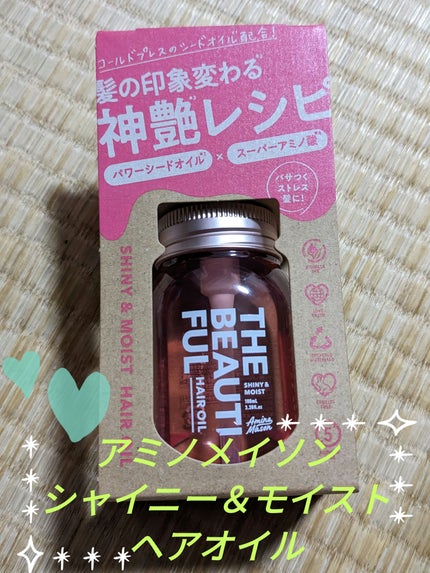 コールドプレスのシードオイル配合!
髪の印象変わる
神艶レシピ
パワーシードオイル × スーパーアミノ酸
パサつく
ストレス
髪に!
SHINY & MOIST HAIR OIL
THE
BEAUTI
FUL
HAIR OIL
SHINY &
MOIST
100mL
Amino
Mason
アミノメイソン
シャイニー&モイスト
ヘアオイル